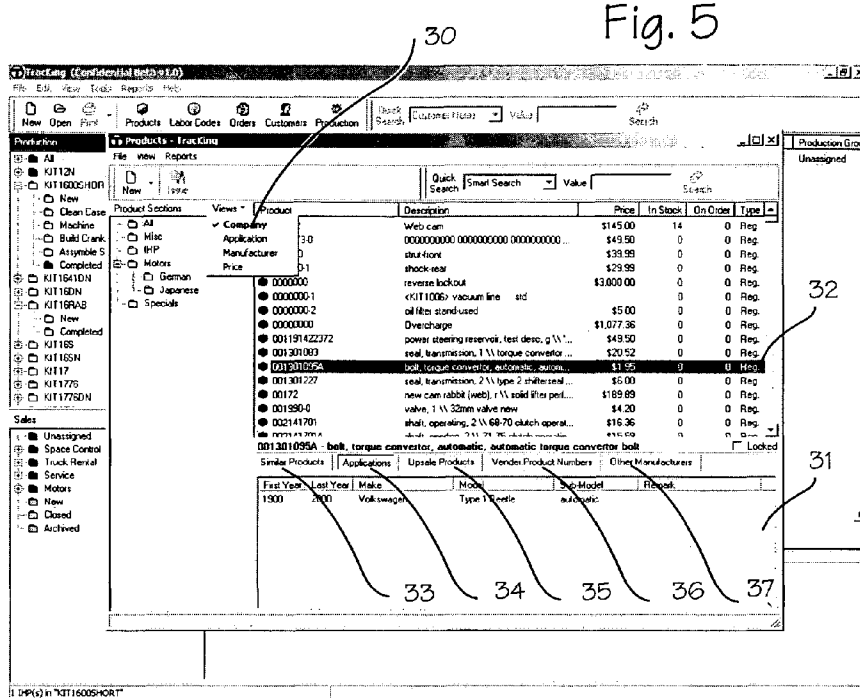 Fig. 5
30
TracKing (Confidential Beta v1.0)
File Edit View Tools Reports Help
New Open Print Products Labor Codes Orders Customers Production Quick Search Customer Value Search
Production
All
KIT12N
KIT1600SHOR
New
Clean Case
Machine
Build Crank
Assymble S
Completed
KIT1641DN
KIT16DN
KIT16RAB
New
Completed
KIT16S
KIT16SN
KIT17
KIT1776
KIT1776DN
Sales
Unassigned
Space Control
Truck Rental
Service
Motors
New
Closed
Archived
Products - TracKing
File View Reports
New Issue Quick Search Smart Search Value Search
Product Sections Views
All
Misc
IHP
Motors
German
Japanese
Specials
Company
Application
Manufacturer
Price
Product Description Price In Stock On Order Type
Web cam $145.00 14 0 Reg.
3-0 0000000000 0000000000 0000000000 ... $49.50 0 0 Reg.
0 strut-front $39.99 0 0 Reg.
0-1 shock-rear $29.99 0 0 Reg.
0000000 reverse lockout $3,000.00 0 0 Reg.
0000000-1 <KIT1006> vacuum line std 0 0 Reg.
0000000-2 oil filter stand-used $5.00 0 0 Reg.
00000000 Overcharge $1,077.36 0 0 Reg.
001191422372 power steering reservoir, test desc, g \\ "... $49.50 0 0 Reg.
001301083 seal, transmission, 1 \\ torque convertor ... $20.52 0 0 Reg.
001301095A bolt, torque convertor, automatic, autom... $1.95 0 0 Reg.
001301227 seal, transmission, 2 \\ type 2 shifterseal ... $6.00 0 0 Reg.
00172 new cam rabbit (web), r \\ solid lifter perf... $189.89 0 0 Reg.
001990-0 valve, 1 \\ 32mm valve new $4.20 0 0 Reg.
002141701 shaft, operating, 2 \\ 68-70 clutch operat... $16.36 0 0 Reg.
002141701A
32
001301095A - bolt, torque convertor, automatic, automatic torque convertor bolt Locked
Similar Products Applications Upsale Products Vender Product Numbers Other Manufacturers
31
First Year Last Year Make Model Sub-Model Remark
1900 2000 Volkswagen Type 1 Beetle automatic
33 34 35 36 37
Production Grou
Unassigned
1 IHP(s) in "KIT1600SHORT"